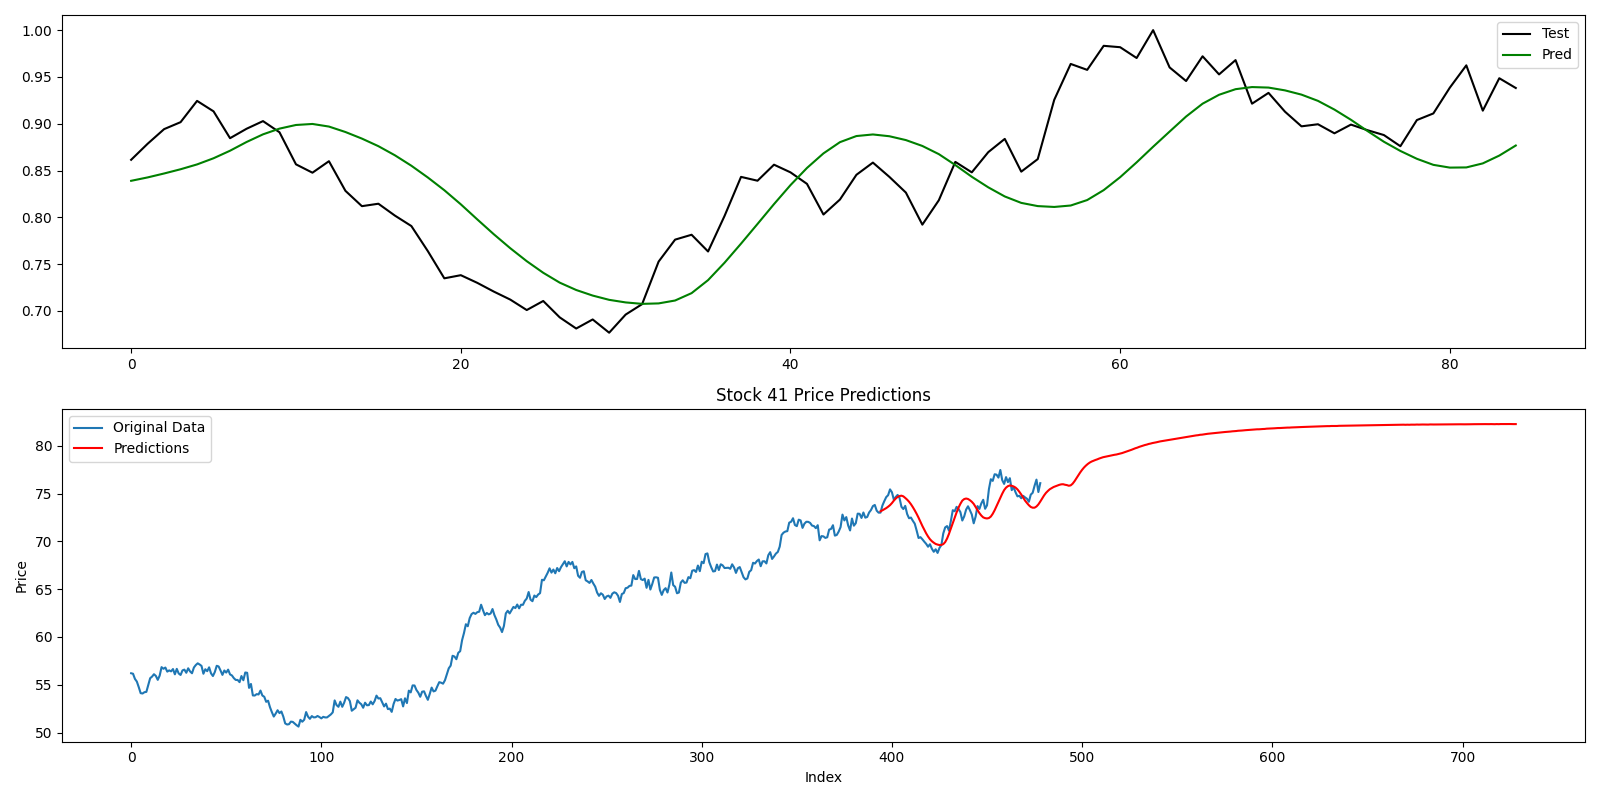 1.00
0.95
0.90
0.85
0.80
0.75
0.70
Test
Pred
0 20 40 60 80
Stock 41 Price Predictions
Original Data
Predictions
Price
80
75
70
65
60
55
50
0 100 200 300 400 500 600 700
Index